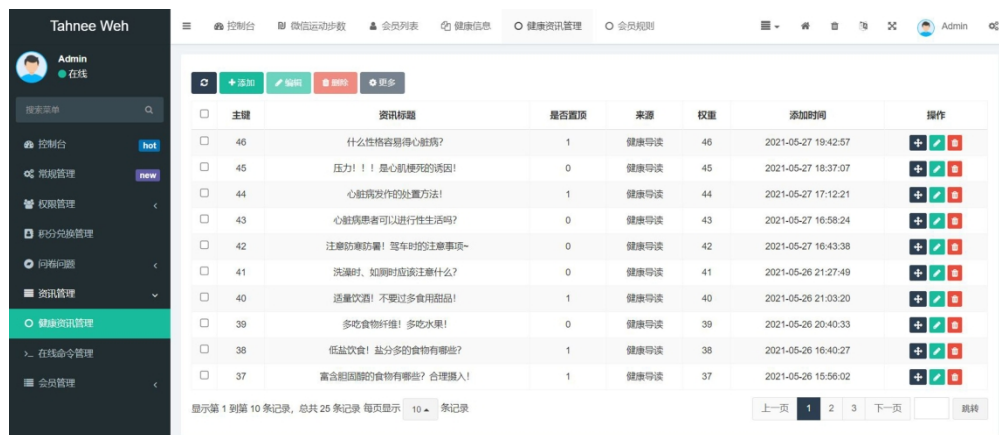 Tahnee Weh
控制台 微信运动步数 会员列表 健康信息 健康资讯管理 会员规则 Admin
Admin
在线
搜索菜单
控制台 hot
常规管理 new
权限管理
积分兑换管理
问卷问题
资讯管理
健康资讯管理
>_ 在线命令管理
会员管理
添加 编辑 删除 更多
主键 资讯标题 是否置顶 来源 权重 添加时间 操作
46 什么性格容易得心脏病? 1 健康导读 46 2021-05-27 19:42:57
45 压力!!!是心肌梗死的诱因! 0 健康导读 45 2021-05-27 18:37:07
44 心脏病发作的处置方法! 1 健康导读 44 2021-05-27 17:12:21
43 心脏病患者可以进行性生活吗? 0 健康导读 43 2021-05-27 16:58:24
42 注意防寒防暑!驾车时的注意事项~ 0 健康导读 42 2021-05-27 16:43:38
41 洗澡时、如厕时应该注意什么? 0 健康导读 41 2021-05-26 21:27:49
40 适量饮酒!不要过多食用甜品! 1 健康导读 40 2021-05-26 21:03:20
39 多吃食物纤维!多吃水果! 0 健康导读 39 2021-05-26 20:40:33
38 低盐饮食!盐分多的食物有哪些? 1 健康导读 38 2021-05-26 16:40:27
37 富含胆固醇的食物有哪些?合理摄入! 1 健康导读 37 2021-05-26 15:56:02
显示第 1 到第 10 条记录,总共 25 条记录 每页显示 10 条记录 上一页 1 2 3 下一页 跳转